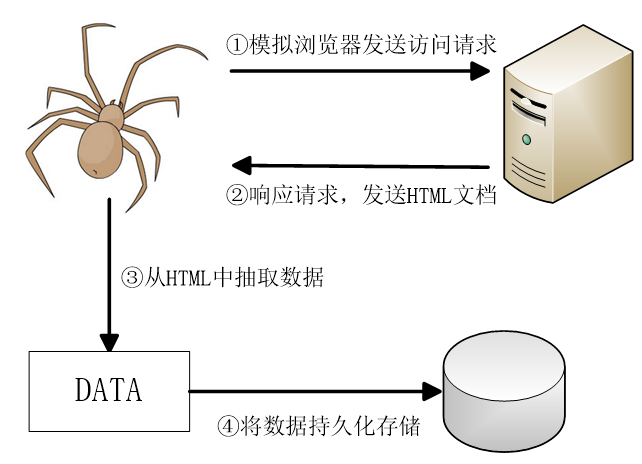 ①模拟浏览器发送访问请求
②响应请求，发送HTML文档
③从HTML中抽取数据
DATA
④将数据持久化存储